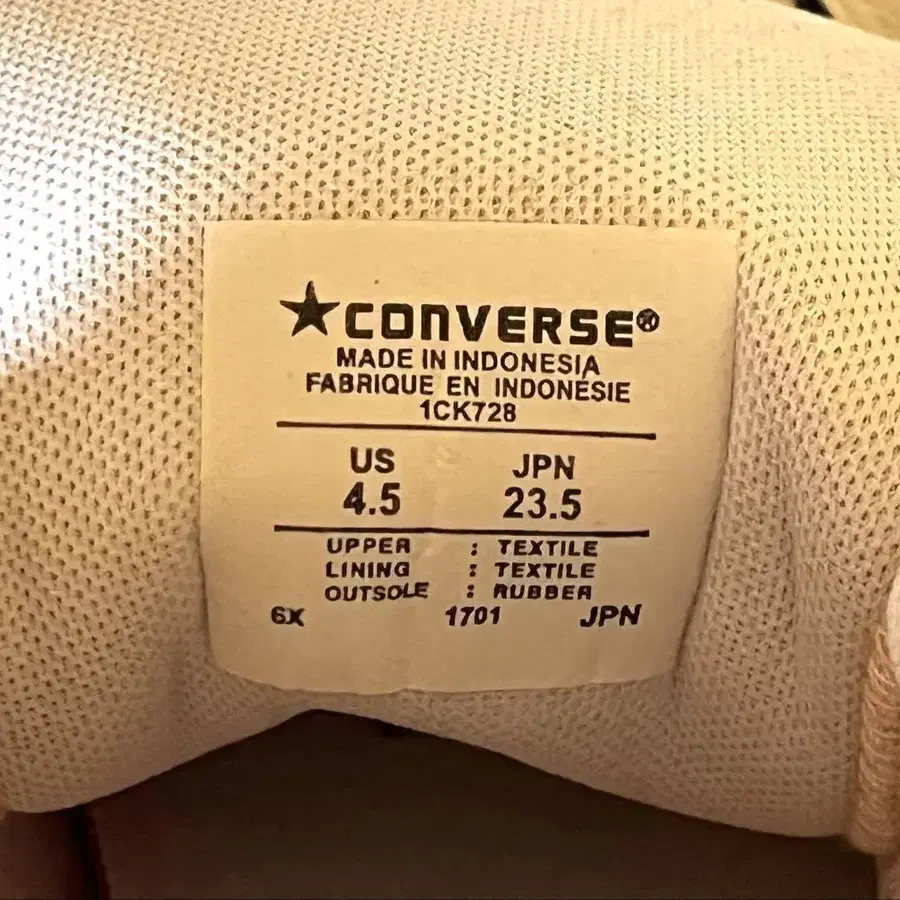 ★CONVERSE®
MADE IN INDONESIA
FABRIQUE EN INDONÉSIE
1CK728
US JPN
4.5 23.5
UPPER : TEXTILE
LINING : TEXTILE
OUTSOLE : RUBBER
6X 1701 JPN